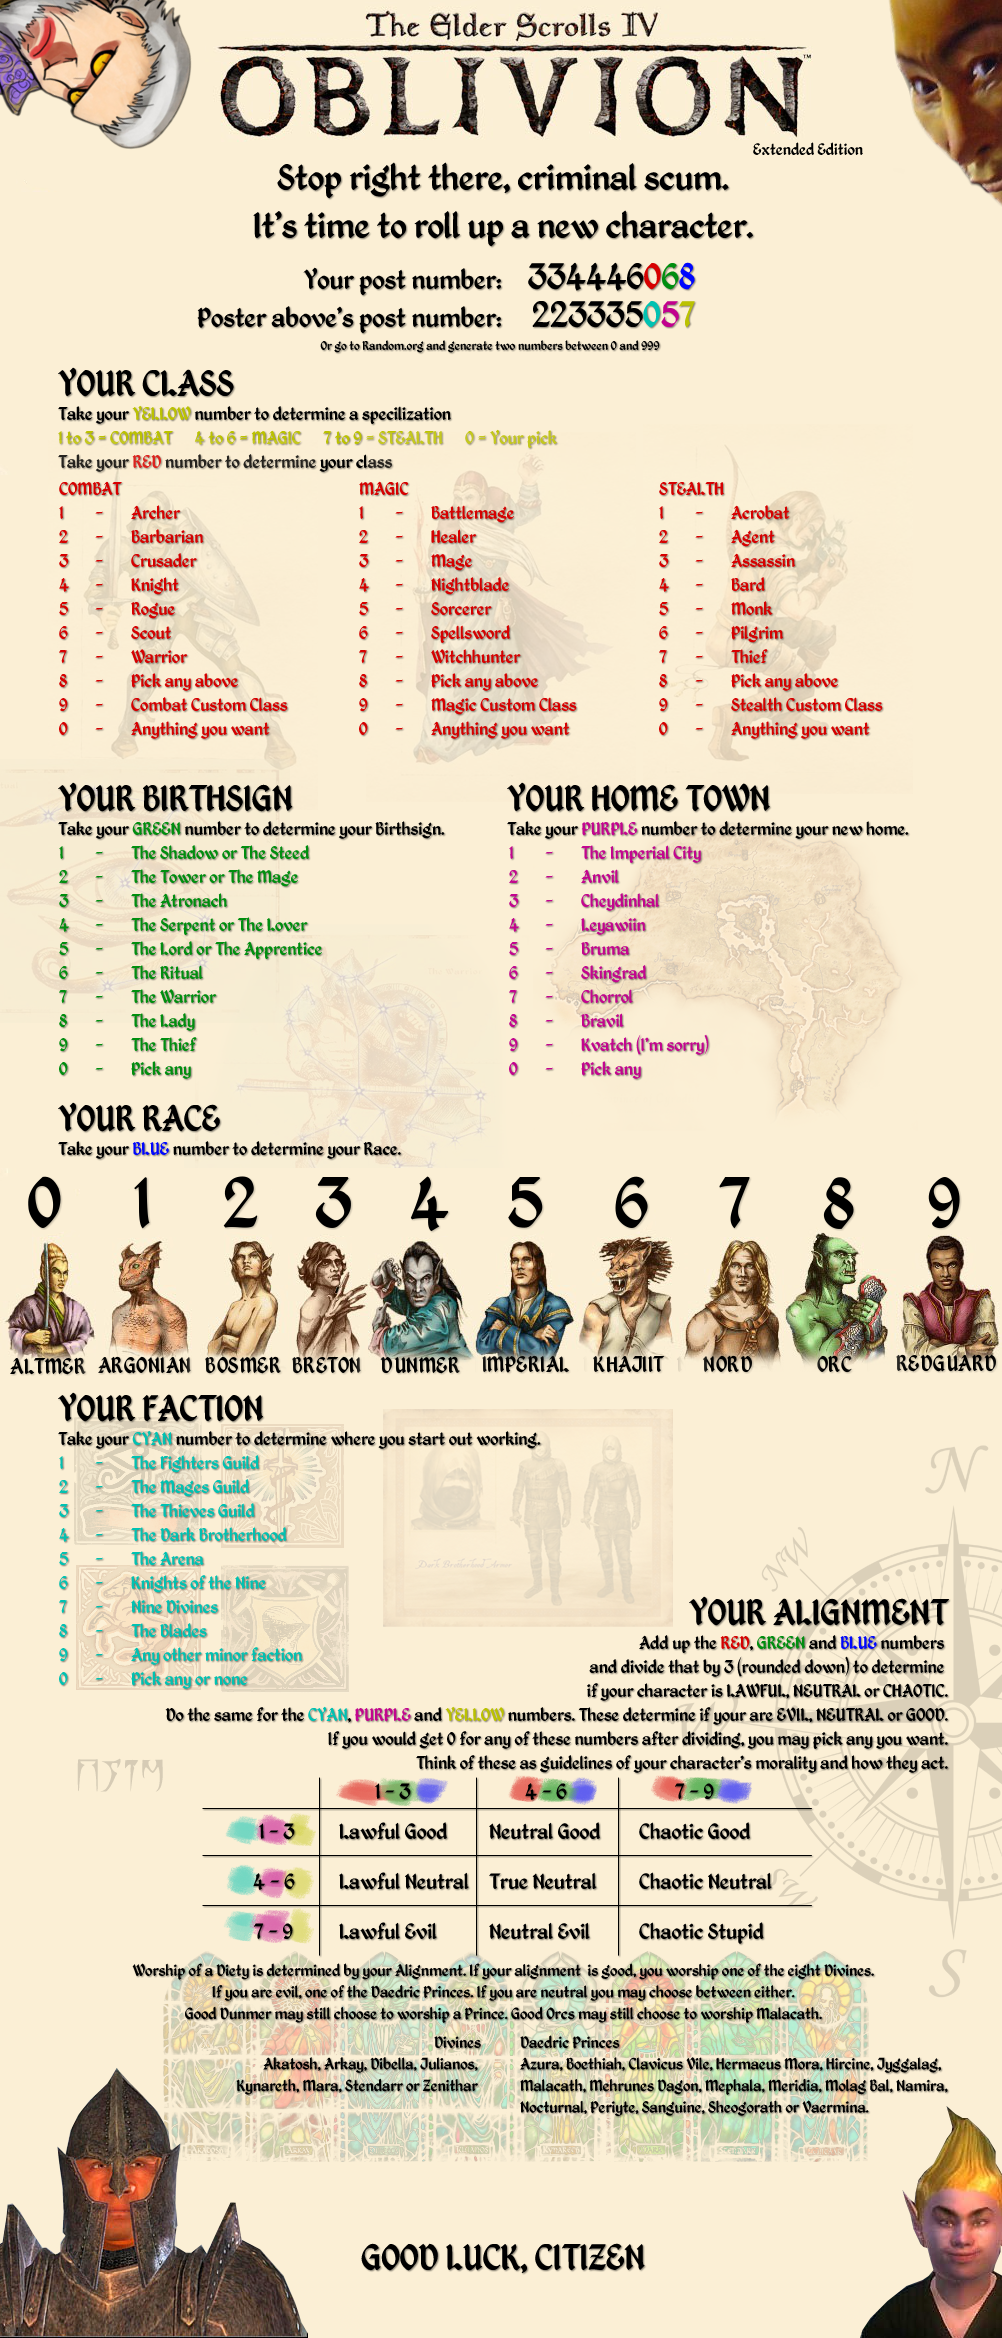 The Elder Scrolls IV
OBLIVION™
Extended Edition
Stop right there, criminal scum.
It's time to roll up a new character.
Your post number: 334446068
Poster above's post number: 223335057
Or go to Random.org and generate two numbers between 0 and 999
YOUR CLASS
Take your YELLOW number to determine a specilization
1 to 3 = COMBAT 4 to 6 = MAGIC 7 to 9 = STEALTH 0 = Your pick
Take your RED number to determine your class
COMBAT MAGIC STEALTH
1 - Archer 1 - Battlemage 1 - Acrobat
2 - Barbarian 2 - Healer 2 - Agent
3 - Crusader 3 - Mage 3 - Assassin
4 - Knight 4 - Nightblade 4 - Bard
5 - Rogue 5 - Sorcerer 5 - Monk
6 - Scout 6 - Spellsword 6 - Pilgrim
7 - Warrior 7 - Witchhunter 7 - Thief
8 - Pick any above 8 - Pick any above 8 - Pick any above
9 - Combat Custom Class 9 - Magic Custom Class 9 - Stealth Custom Class
0 - Anything you want 0 - Anything you want 0 - Anything you want
YOUR BIRTHSIGN
Take your GREEN number to determine your Birthsign.
1 - The Shadow or The Steed
2 - The Tower or The Mage
3 - The Atronach
4 - The Serpent or The Lover
5 - The Lord or The Apprentice
6 - The Ritual
7 - The Warrior
8 - The Lady
9 - The Thief
0 - Pick any
YOUR HOME TOWN
Take your PURPLE number to determine your new home.
1 - The Imperial City
2 - Anvil
3 - Cheydinhal
4 - Leyawiin
5 - Bruma
6 - Skingrad
7 - Chorrol
8 - Bravil
9 - Kvatch (I'm sorry)
0 - Pick any
YOUR RACE
Take your BLUE number to determine your Race.
0 1 2 3 4 5 6 7 8 9
ALTMER ARGONIAN BOSMER BRETON DUNMER IMPERIAL KHAJIIT NORD ORC REDGUARD
YOUR FACTION
Take your CYAN number to determine where you start out working.
1 - The Fighters Guild
2 - The Mages Guild
3 - The Thieves Guild
4 - The Dark Brotherhood
5 - The Arena
6 - Knights of the Nine
7 - Nine Divines
8 - The Blades
9 - Any other minor faction
0 - Pick any or none
Dark Brotherhood Armor
N
NW
W
SW
S
YOUR ALIGNMENT
Add up the RED, GREEN and BLUE numbers
and divide that by 3 (rounded down) to determine
if your character is LAWFUL, NEUTRAL or CHAOTIC.
Do the same for the CYAN, PURPLE and YELLOW numbers. These determine if your are EVIL, NEUTRAL or GOOD.
If you would get 0 for any of these numbers after dividing, you may pick any you want.
Think of these as guidelines of your character's morality and how they act.
1 - 3 4 - 6 7 - 9
1 - 3 Lawful Good Neutral Good Chaotic Good
4 - 6 Lawful Neutral True Neutral Chaotic Neutral
7 - 9 Lawful Evil Neutral Evil Chaotic Stupid
Worship of a Diety is determined by your Alignment. If your alignment is good, you worship one of the eight Divines.
If you are evil, one of the Daedric Princes. If you are neutral you may choose between either.
Good Dunmer may still choose to worship a Prince. Good Orcs may still choose to worship Malacath.
Divines
Akatosh, Arkay, Dibella, Julianos,
Kynareth, Mara, Stendarr or Zenithar
Daedric Princes
Azura, Boethiah, Clavicus Vile, Hermaeus Mora, Hircine, Jyggalag,
Malacath, Mehrunes Dagon, Mephala, Meridia, Molag Bal, Namira,
Nocturnal, Periyte, Sanguine, Sheogorath or Vaermina.
GOOD LUCK, CITIZEN